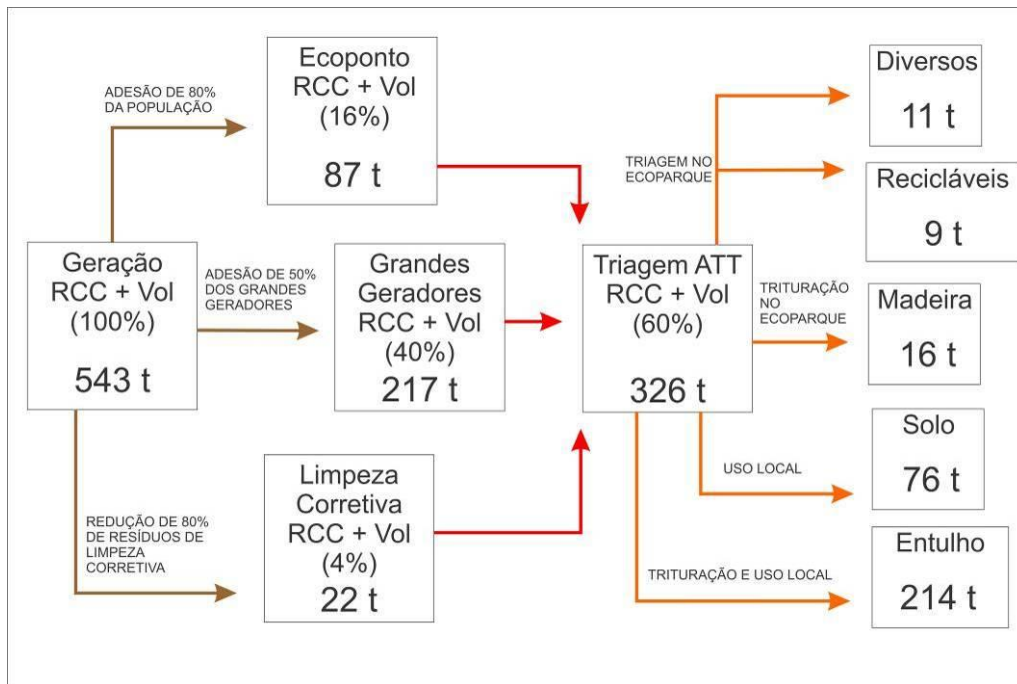 Ecoponto
RCC + Vol
(16%)
87 t
ADESÃO DE 80%
DA POPULAÇÃO
Geração
RCC + Vol
(100%)
543 t
ADESÃO DE 50%
DOS GRANDES
GERADORES
Grandes
Geradores
RCC + Vol
(40%)
217 t
REDUÇÃO DE 80%
DE RESÍDUOS DE
LIMPEZA
CORRETIVA
Limpeza
Corretiva
RCC + Vol
(4%)
22 t
Triagem ATT
RCC + Vol
(60%)
326 t
TRIAGEM NO
ECOPARQUE
Diversos
11 t
Recicláveis
9 t
TRITURAÇÃO
NO
ECOPARQUE
Madeira
16 t
USO LOCAL
Solo
76 t
TRITURAÇÃO E USO LOCAL
Entulho
214 t